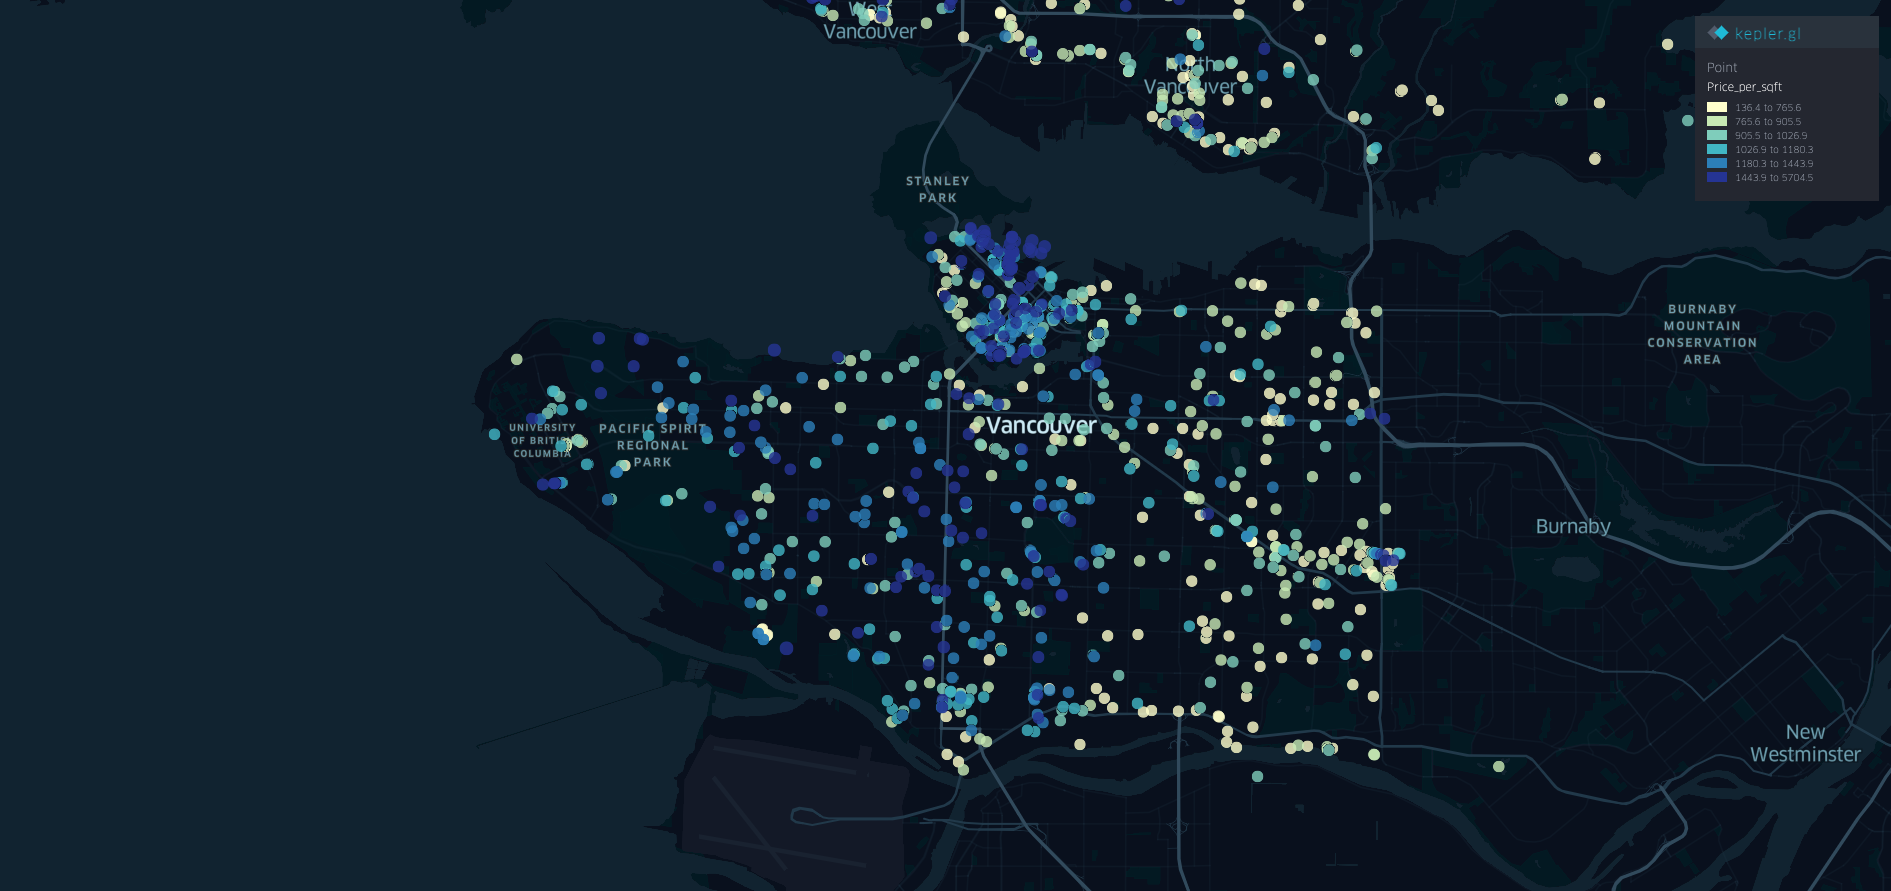 West
Vancouver
North
Vancouver
kepler.gl
Point
Price_per_sqft
136.4 to 765.6
765.6 to 905.5
905.5 to 1026.9
1026.9 to 1180.3
1180.3 to 1443.9
1443.9 to 5704.5
STANLEY
PARK
BURNABY
MOUNTAIN
CONSERVATION
AREA
Vancouver
UNIVERSITY
OF BRITISH
COLUMBIA
PACIFIC SPIRIT
REGIONAL
PARK
Burnaby
New
Westminster